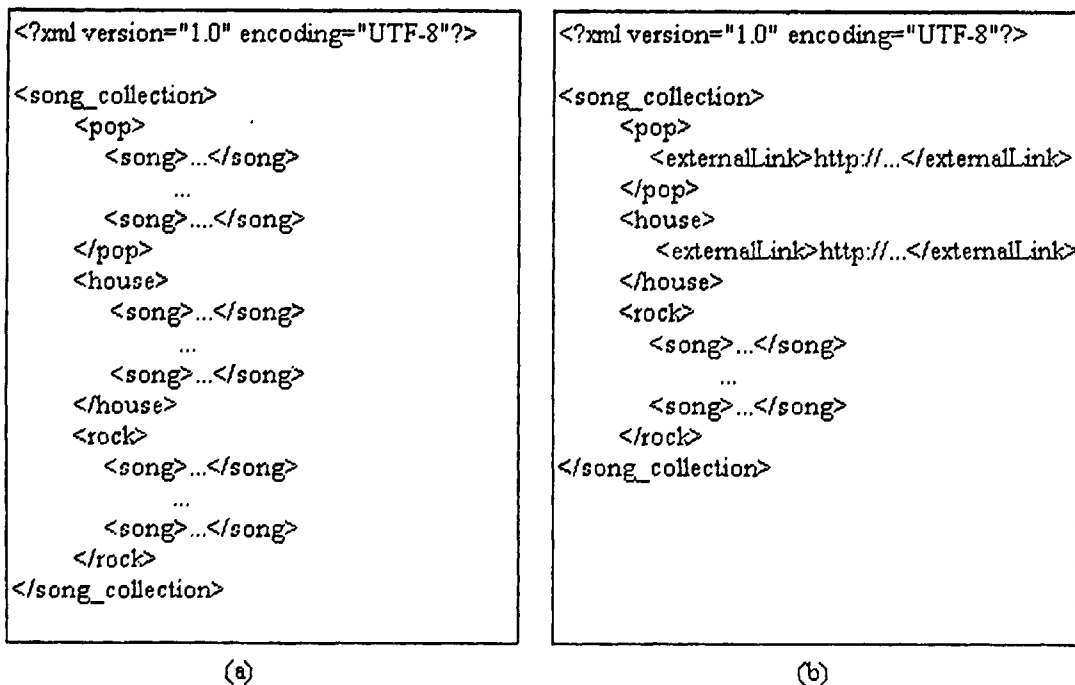 <?xml version="1.0" encoding="UTF-8"?>
<song_collection>
<pop>
<song>...</song>
...
<song>....</song>
</pop>
<house>
<song>...</song>
...
<song>...</song>
</house>
<rock>
<song>...</song>
...
<song>...</song>
</rock>
</song_collection>
(a)
<?xml version="1.0" encoding="UTF-8"?>
<song_collection>
<pop>
<externalLink>http://...</externalLink>
</pop>
<house>
<externalLink>http://...</externalLink>
</house>
<rock>
<song>...</song>
...
<song>...</song>
</rock>
</song_collection>
(b)